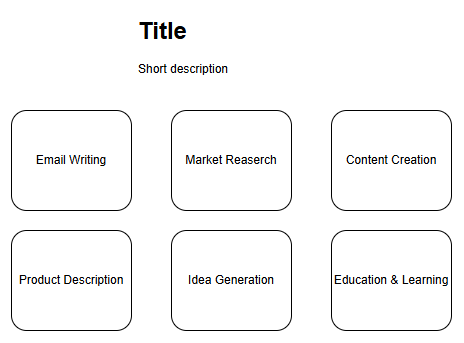 Title
Short description
Email Writing
Market Reaserch
Content Creation
Product Description
Idea Generation
Education & Learning